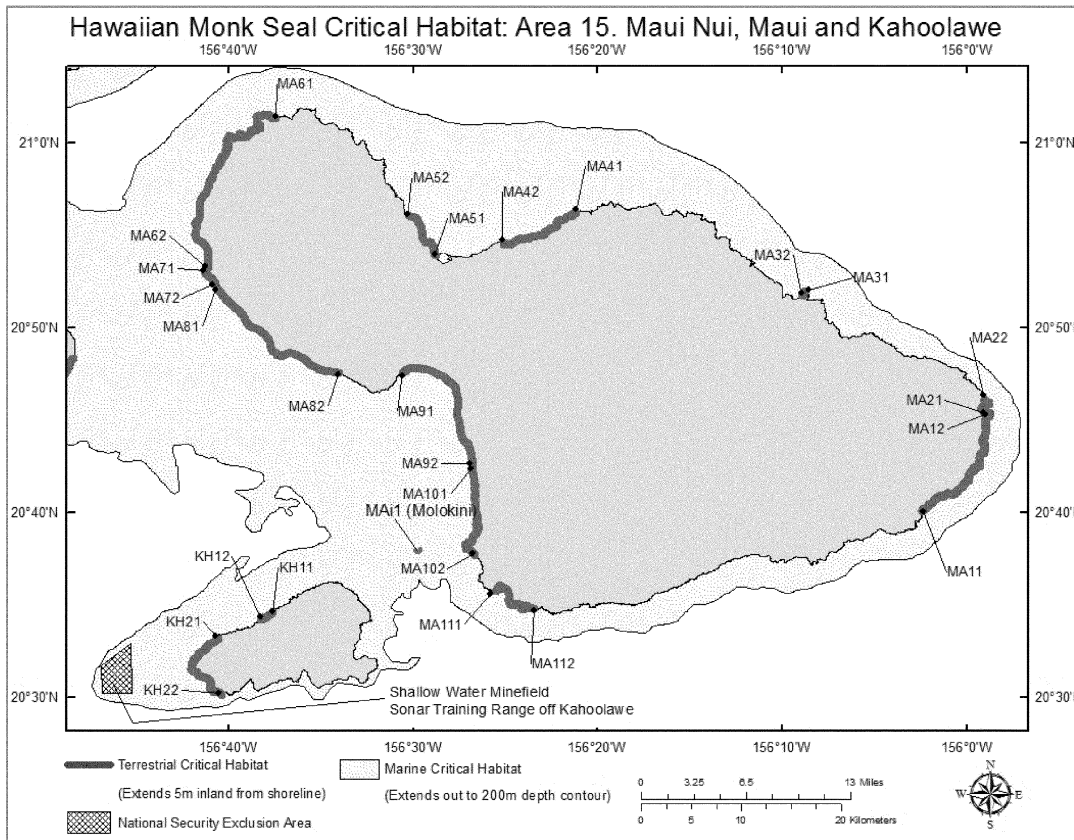 Hawaiian Monk Seal Critical Habitat: Area 15. Maui Nui, Maui and Kahoolawe
156°40'W 156°30'W 156°20'W 156°10'W 156°0'W
MA61
21°0'N 21°0'N
MA52 MA42 MA41
MA51
MA62
MA71
MA72
MA81
MA32
MA31
20°50'N 20°50'N
MA22
MA21
MA12
MA82 MA91
MA92
MA101
MAi1 (Molokini)
20°40'N 20°40'N
MA102
MA11
KH12
KH11
KH21
MA111
MA112
KH22
20°30'N 20°30'N
Shallow Water Minefield
Sonar Training Range off Kahoolawe
156°40'W 156°30'W 156°20'W 156°10'W 156°0'W
Terrestrial Critical Habitat
(Extends 5m inland from shoreline)
National Security Exclusion Area
Marine Critical Habitat
(Extends out to 200m depth contour)
0 3.25 6.5 13 Miles
0 5 10 20 Kilometers
N
W E
S